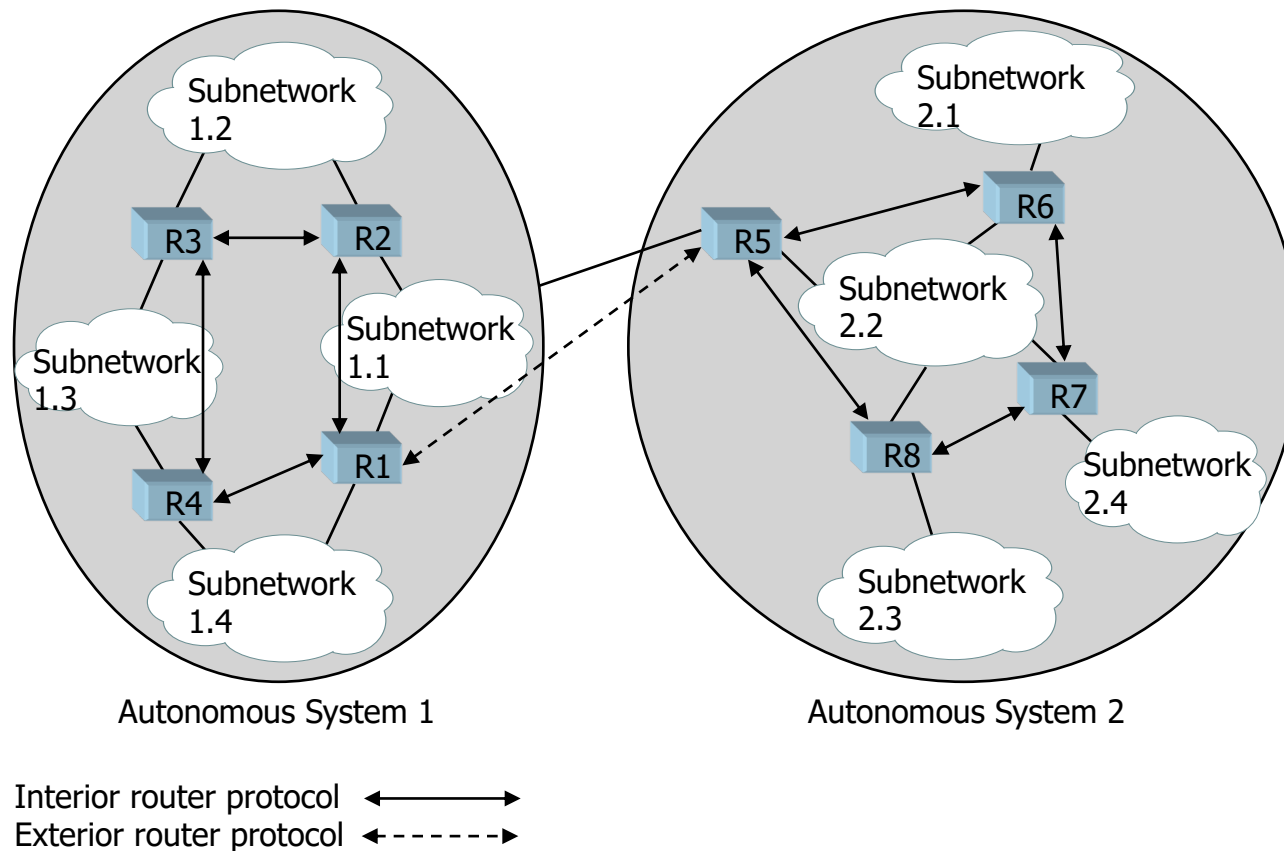 Subnetwork
1.2
R3
R2
Subnetwork
1.1
Subnetwork
1.3
R4
R1
Subnetwork
1.4
Autonomous System 1
Subnetwork
2.1
R6
R5
Subnetwork
2.2
R7
R8
Subnetwork
2.4
Subnetwork
2.3
Autonomous System 2
Interior router protocol
Exterior router protocol